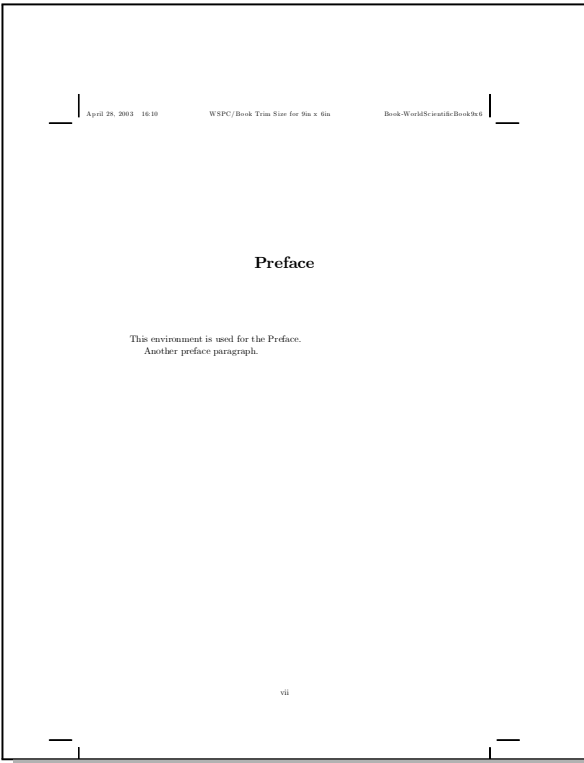 April 28, 2003 16:10 WSPC/Book Trim Size for 9in x 6in Book-WorldScientificBook9x6
Preface
This environment is used for the Preface.
Another preface paragraph.
vii